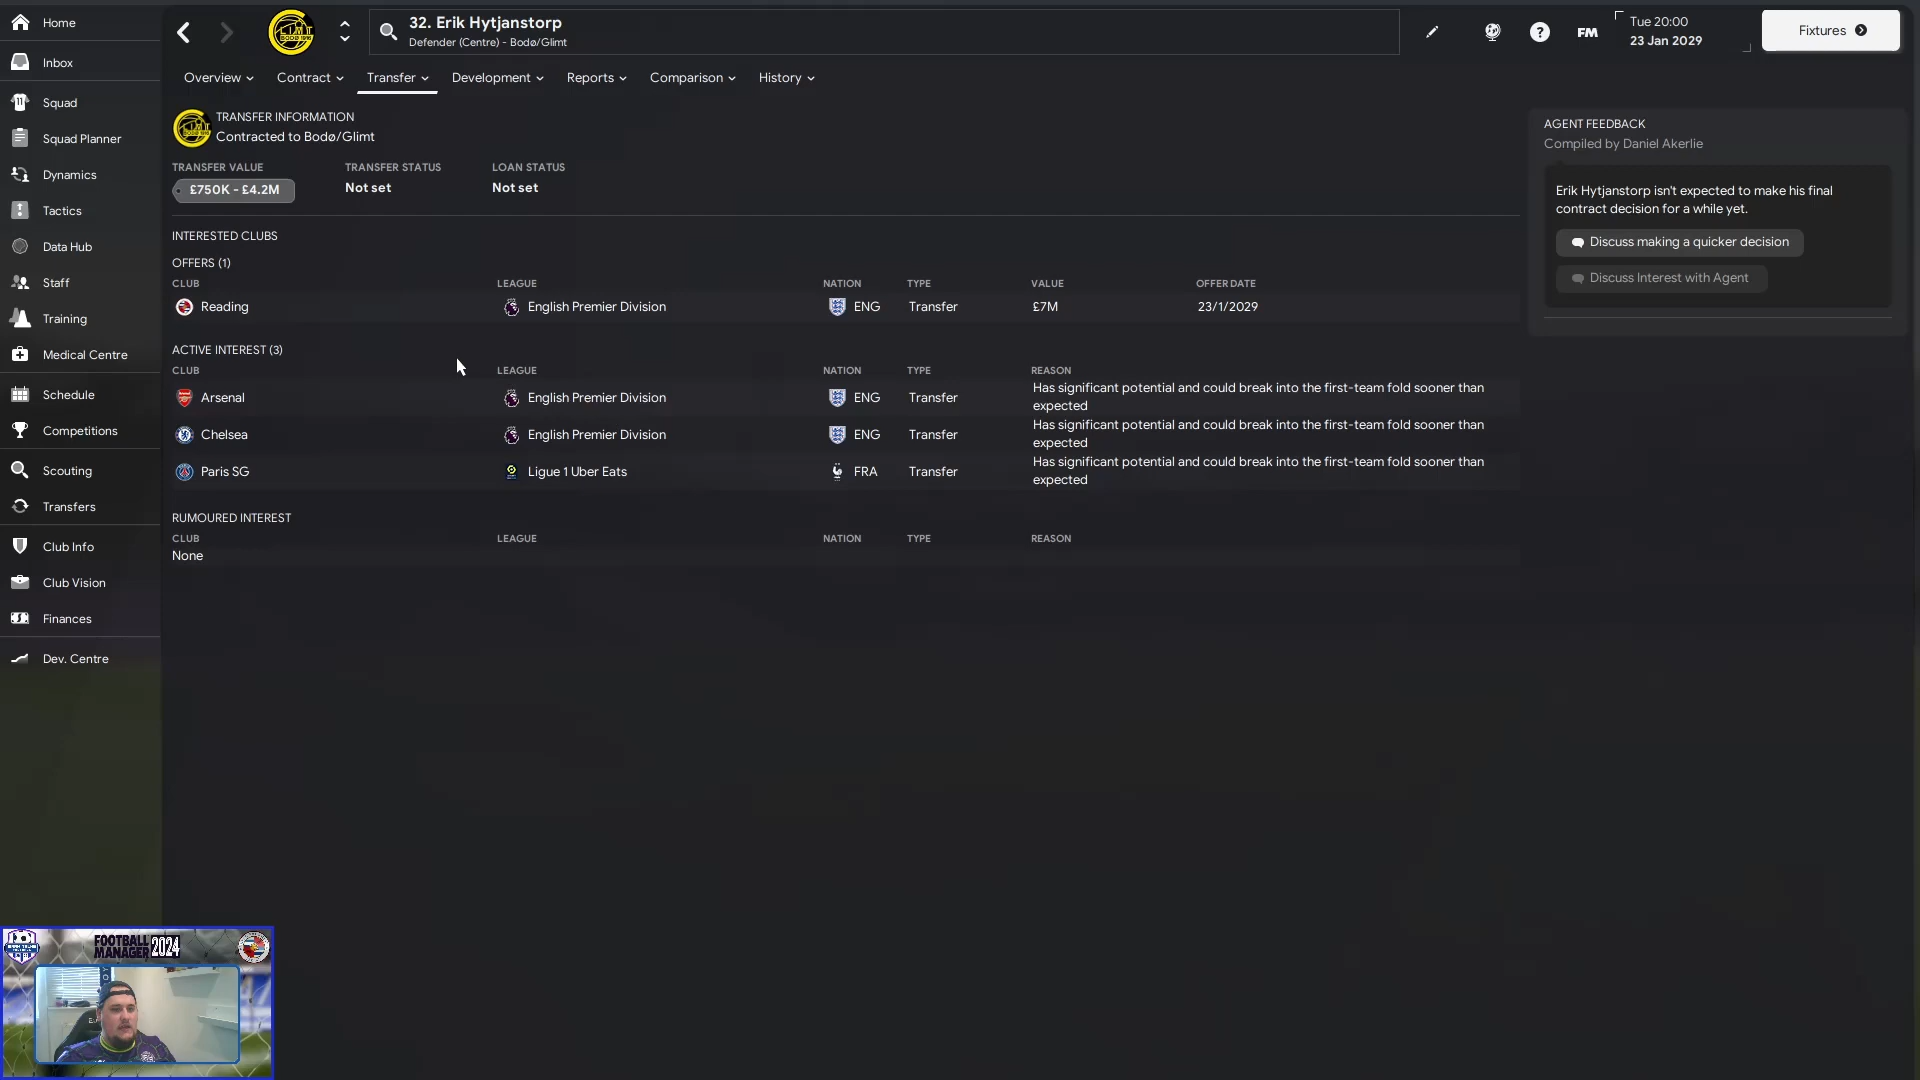 Home
Inbox
Squad
Squad Planner
Dynamics
Tactics
Data Hub
Staff
Training
Medical Centre
Schedule
Competitions
Scouting
Transfers
Club Info
Club Vision
Finances
Dev. Centre
32. Erik Hytjanstorp
Defender (Centre) - Bodø/Glimt
FM
Tue 20:00
23 Jan 2029
Fixtures
Overview Contract Transfer Development Reports Comparison History
TRANSFER INFORMATION
Contracted to Bodø/Glimt
TRANSFER VALUE TRANSFER STATUS LOAN STATUS
£750K - £4.2M Not set Not set
INTERESTED CLUBS
OFFERS (1)
CLUB LEAGUE NATION TYPE VALUE OFFER DATE
Reading English Premier Division ENG Transfer £7M 23/1/2029
ACTIVE INTEREST (3)
CLUB LEAGUE NATION TYPE REASON
Arsenal English Premier Division ENG Transfer Has significant potential and could break into the first-team fold sooner than
expected
Chelsea English Premier Division ENG Transfer Has significant potential and could break into the first-team fold sooner than
expected
Paris SG Ligue 1 Uber Eats FRA Transfer Has significant potential and could break into the first-team fold sooner than
expected
RUMOURED INTEREST
CLUB LEAGUE NATION TYPE REASON
None
AGENT FEEDBACK
Compiled by Daniel Akerlie
Erik Hytjanstorp isn't expected to make his final
contract decision for a while yet.
Discuss making a quicker decision
Discuss Interest with Agent
FOOTBALL
MANAGER 2024